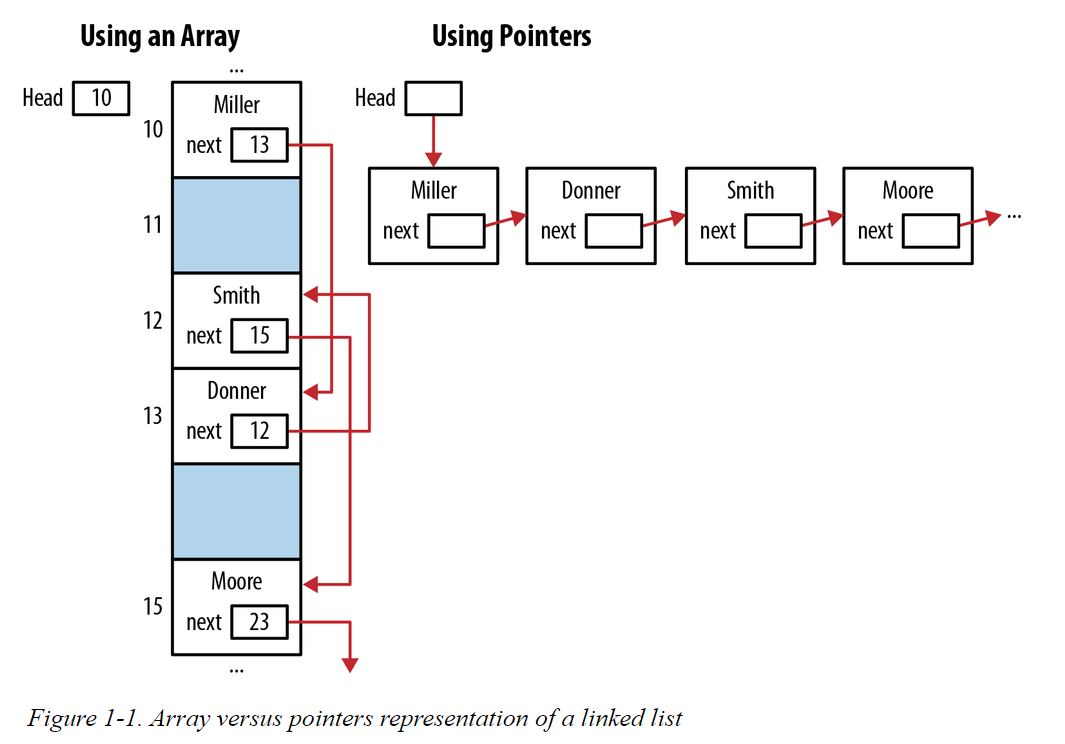 Using an Array
Head 10
...
10
Miller
next 13
11
12
Smith
next 15
13
Donner
next 12
15
Moore
next 23
...
Using Pointers
Head
Miller
next
Donner
next
Smith
next
Moore
next
...
Figure 1-1. Array versus pointers representation of a linked list